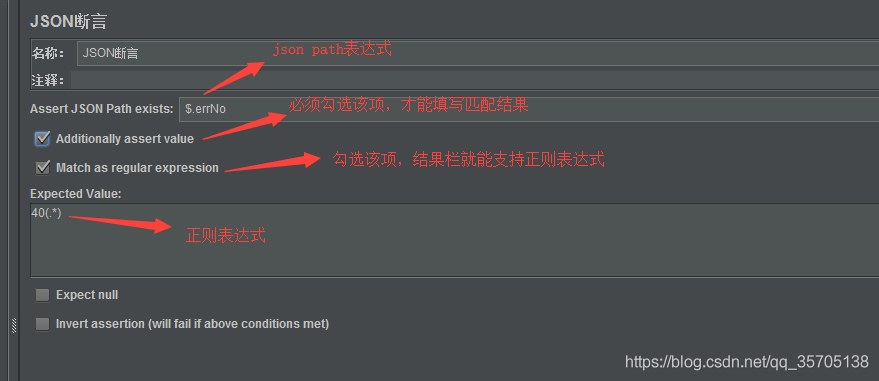 JSON断言
名称： JSON断言
json path表达式
注释：
Assert JSON Path exists: $.errNo
必须勾选该项，才能填写匹配结果
Additionally assert value
Match as regular expression
勾选该项，结果栏就能支持正则表达式
Expected Value:
40(.*)
正则表达式
Expect null
Invert assertion (will fail if above conditions met)
https://blog.csdn.net/qq_35705138